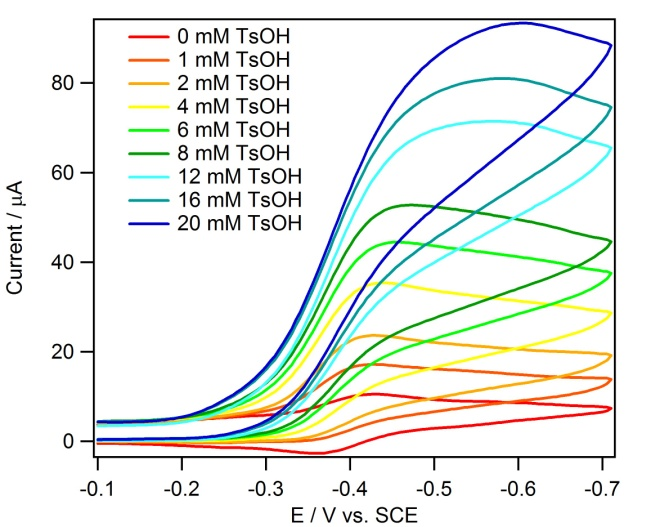 0 mM TsOH
1 mM TsOH
2 mM TsOH
4 mM TsOH
6 mM TsOH
8 mM TsOH
12 mM TsOH
16 mM TsOH
20 mM TsOH
Current / μA
80
60
40
20
0
-0.1 -0.2 -0.3 -0.4 -0.5 -0.6 -0.7
E / V vs. SCE